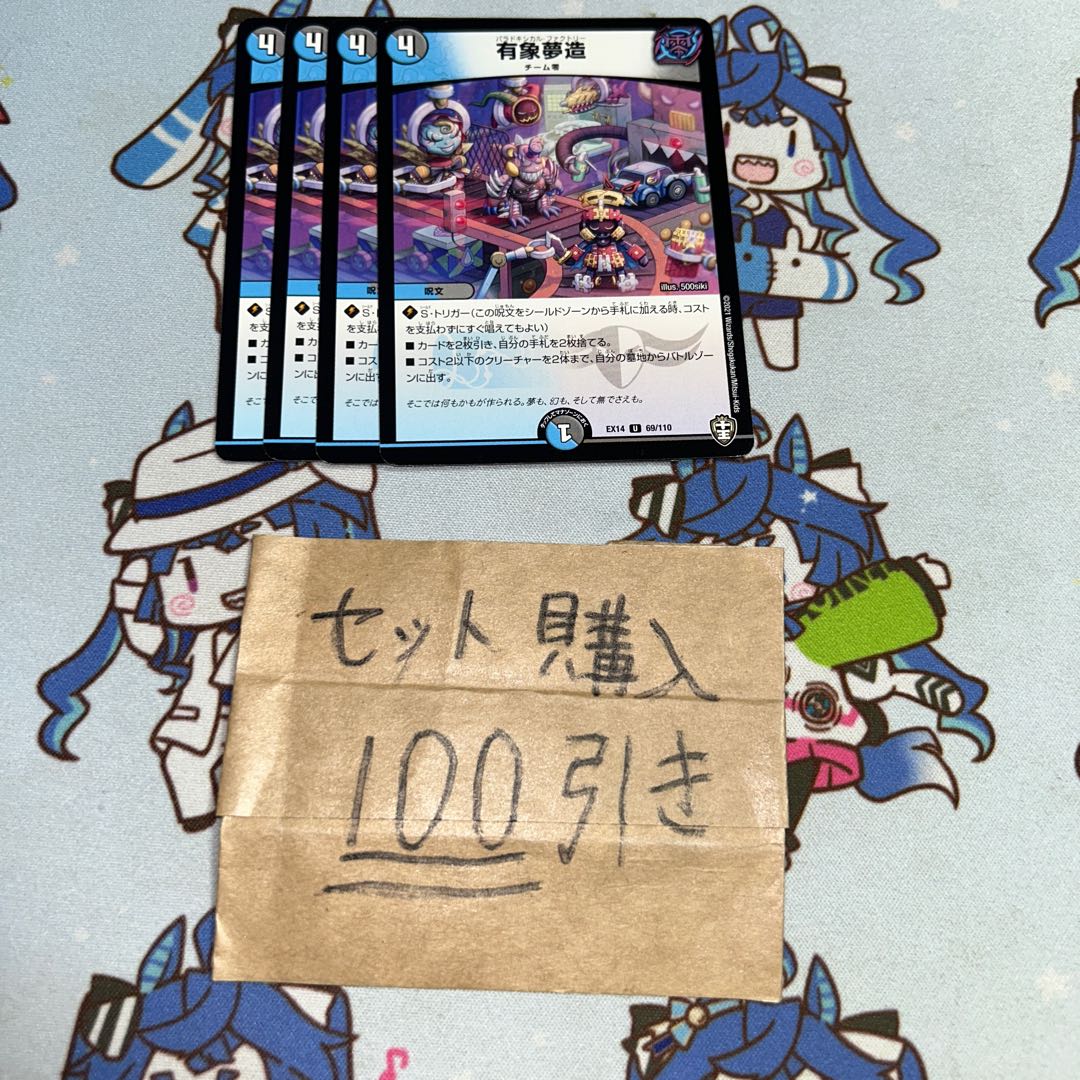 4
4
4
4
パラドキシカル・ファクトリー
有象夢造
チーム零
零
illus. 500siki
呪文
S・トリガー(この呪文をシールドゾーンから手札に加える時、コスト
を支払わずにすぐ唱えてもよい)
■ カードを2枚引き、自分の手札を2枚捨てる。
■ コスト2以下のクリーチャーを2体まで、自分の墓地からバトルゾー
ンに出す。
そこでは何もかもが作られる。夢も、幻も、そして無でさえも。
1
EX14 U 69/110
©2021 Wizards/Shogakukan/Mitsui-Kids
セット 購入
100引き